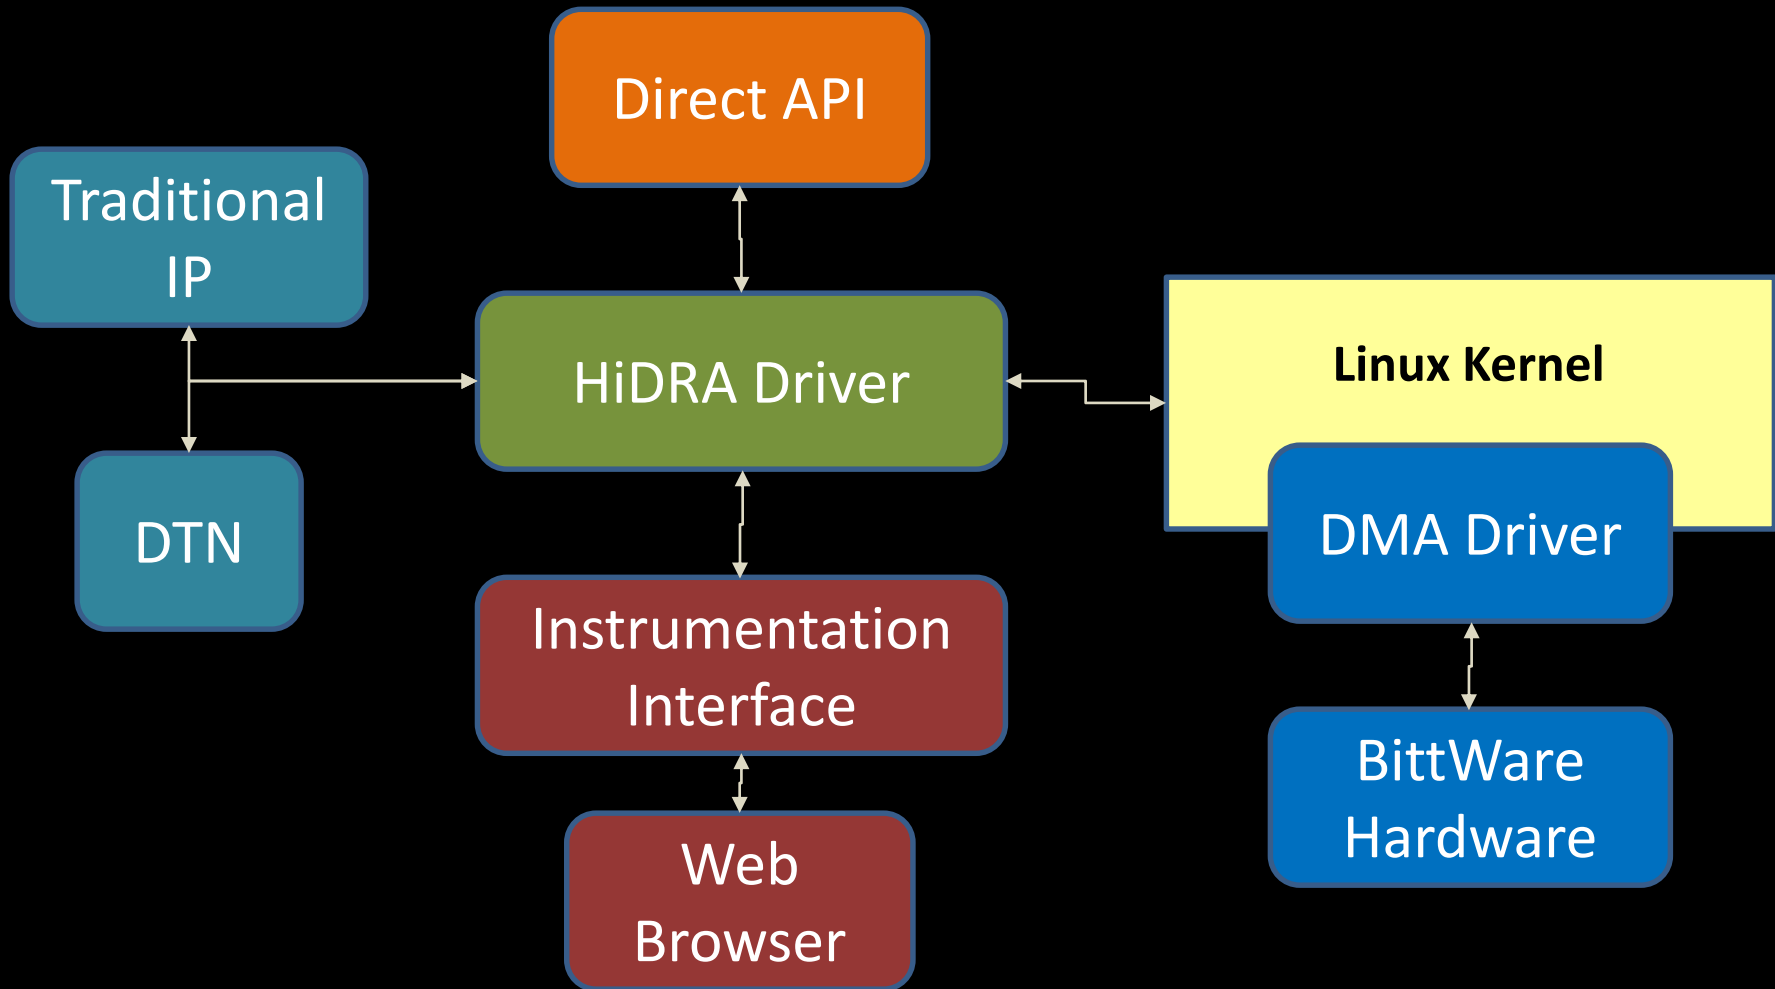 Direct API
Traditional
IP
HiDRA Driver
Linux Kernel
DTN
DMA Driver
Instrumentation
Interface
BittWare
Hardware
Web
Browser